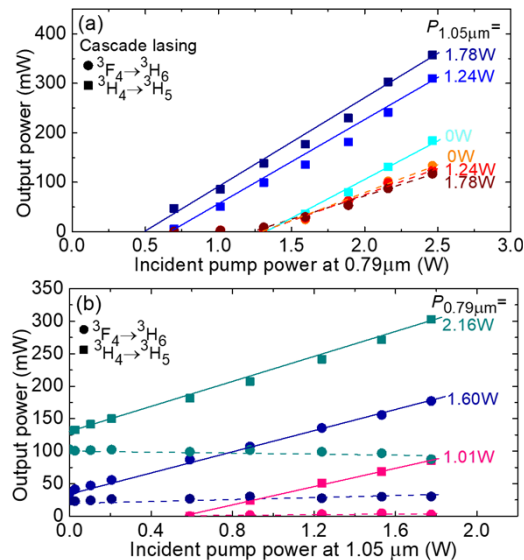 (a)
P1.05μm=
Cascade lasing
³F₄→³H₆
³H₄→³H₅
1.78W
1.24W
0W
0W
1.24W
1.78W
400
300
200
100
0
Output power (mW)
0.0 0.5 1.0 1.5 2.0 2.5 3.0
Incident pump power at 0.79μm (W)
(b)
P0.79μm=
³F₄→³H₆
³H₄→³H₅
2.16W
1.60W
1.01W
350
300
250
200
150
100
50
0
Output power (mW)
0.0 0.4 0.8 1.2 1.6 2.0
Incident pump power at 1.05 μm (W)